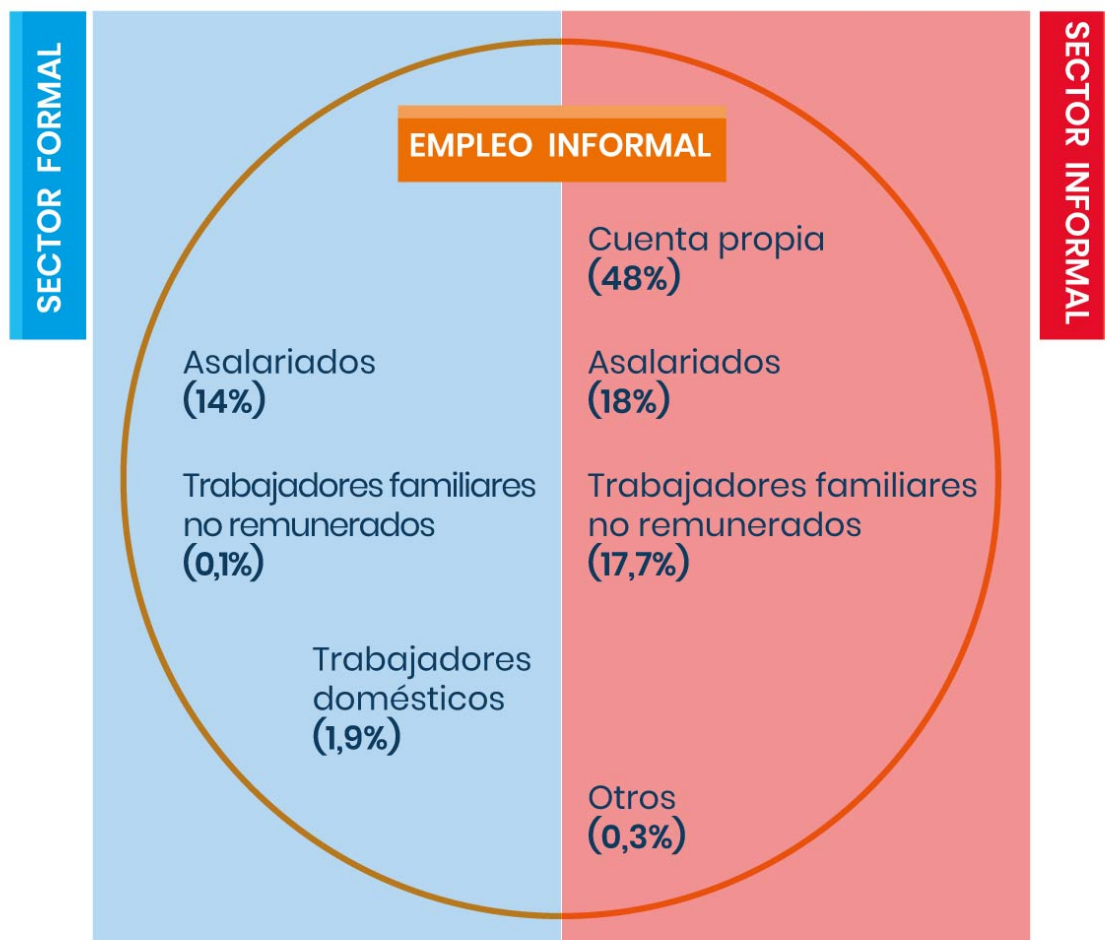 SECTOR FORMAL
EMPLEO INFORMAL
SECTOR INFORMAL
Asalariados
(14%)
Trabajadores familiares
no remunerados
(0,1%)
Trabajadores
domésticos
(1,9%)
Cuenta propia
(48%)
Asalariados
(18%)
Trabajadores familiares
no remunerados
(17,7%)
Otros
(0,3%)